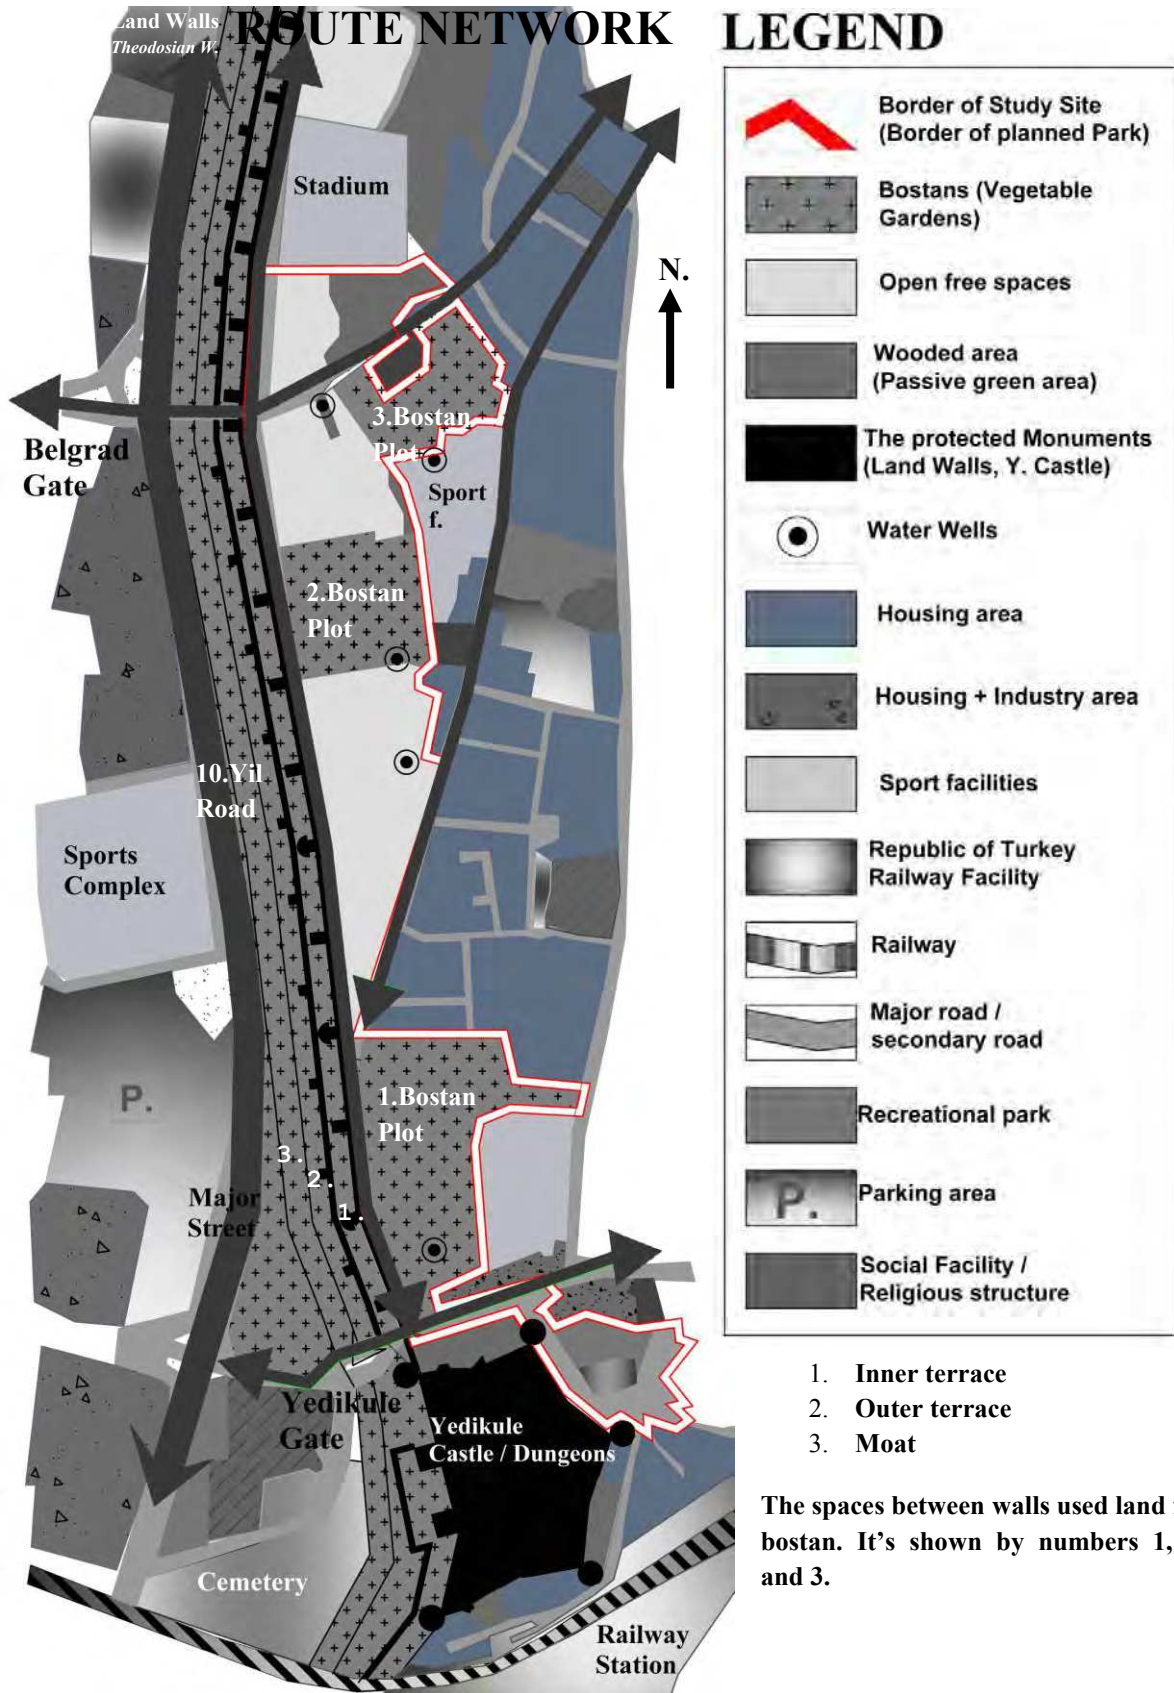 Land Walls
Theodosian W.
ROUTE NETWORK
Stadium
N.
Belgrad
Gate
3.Bostan
Plot
Sport
f.
2.Bostan
Plot
10.Yil
Road
Sports
Complex
P.
1.Bostan
Plot
3.
2.
1.
Major
Street
Yedikule
Gate
Yedikule
Castle / Dungeons
Cemetery
Railway
Station
LEGEND
Border of Study Site
(Border of planned Park)
Bostans (Vegetable
Gardens)
Open free spaces
Wooded area
(Passive green area)
The protected Monuments
(Land Walls, Y. Castle)
Water Wells
Housing area
Housing + Industry area
Sport facilities
Republic of Turkey
Railway Facility
Railway
Major road /
secondary road
Recreational park
P.
Parking area
Social Facility /
Religious structure
1. Inner terrace
2. Outer terrace
3. Moat
The spaces between walls used land
bostan. It’s shown by numbers 1,
and 3.